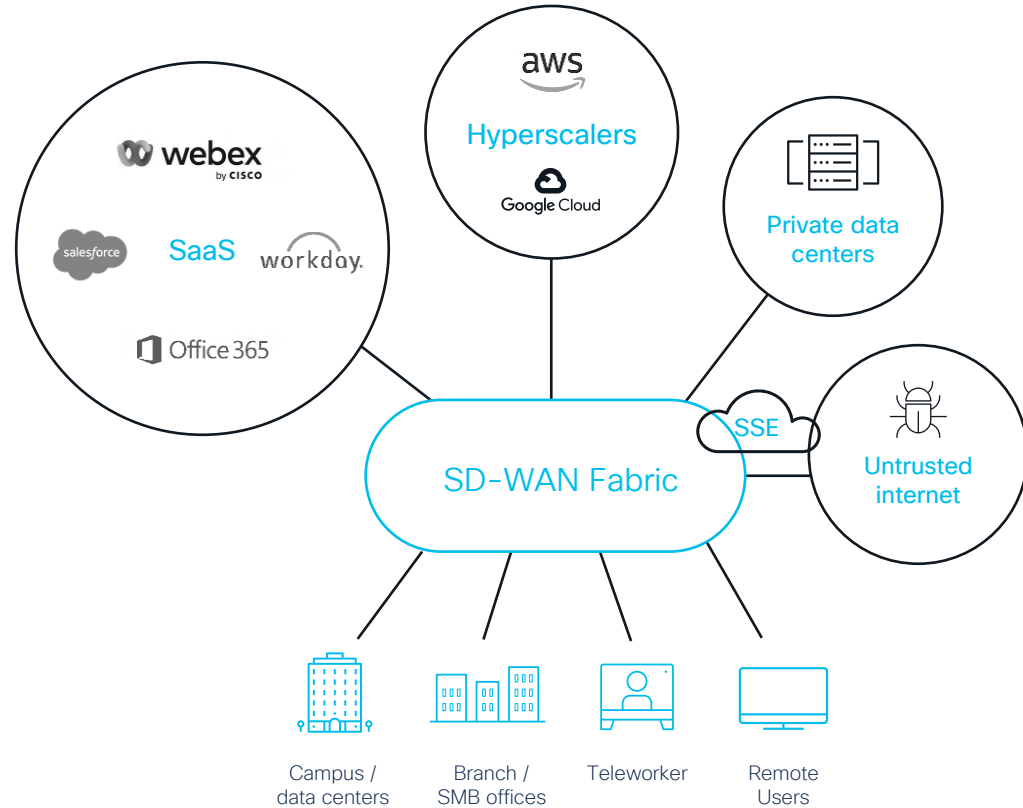 aws
Hyperscalers
Google Cloud
webex
by CISCO
salesforce
SaaS
workday.
Office 365
Private data
centers
SSE
Untrusted
internet
SD-WAN Fabric
Campus /
data centers
Branch /
SMB offices
Teleworker
Remote
Users